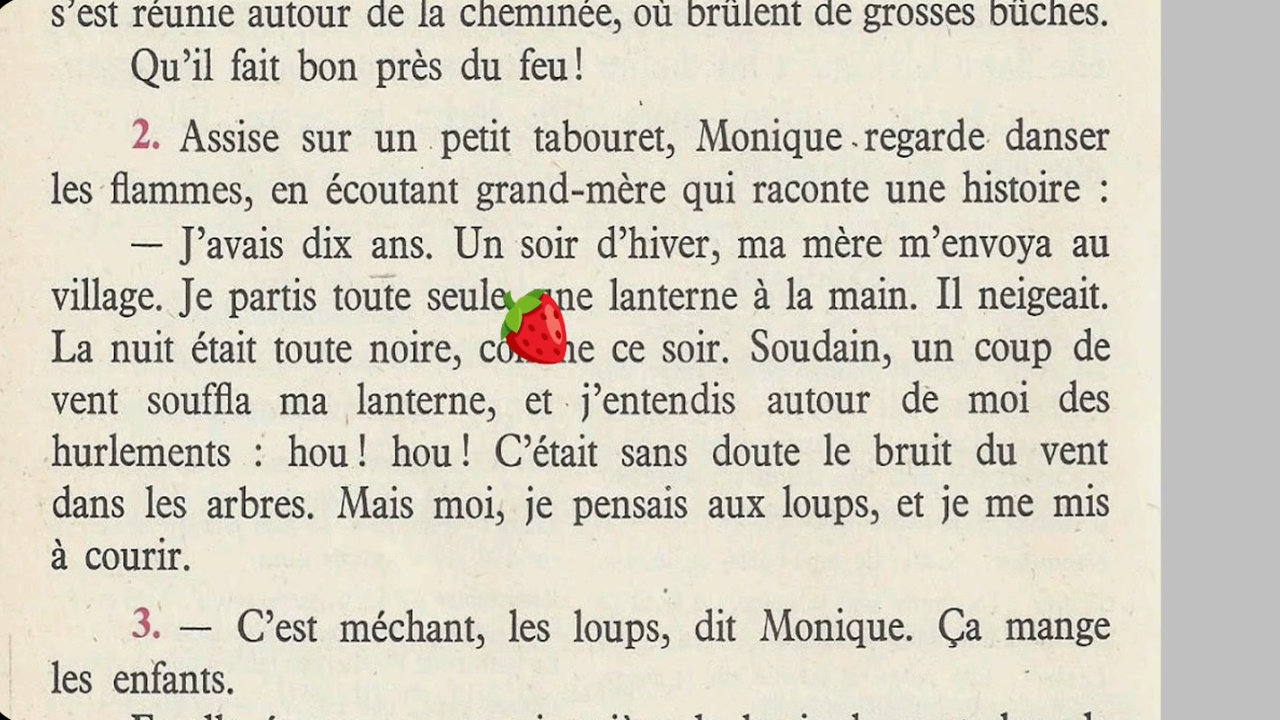 s'est réunie autour de la cheminée, où brûlent de grosses bûches.
Qu'il fait bon près du feu!
2. Assise sur un petit tabouret, Monique regarde danser
les flammes, en écoutant grand-mère qui raconte une histoire :
— J'avais dix ans. Un soir d'hiver, ma mère m'envoya au
village. Je partis toute seule une lanterne à la main. Il neigeait.
La nuit était toute noire, comme ce soir. Soudain, un coup de
vent souffla ma lanterne, et j'entendis autour de moi des
hurlements : hou! hou! C'était sans doute le bruit du vent
dans les arbres. Mais moi, je pensais aux loups, et je me mis
à courir.
3. — C'est méchant, les loups, dit Monique. Ça mange
les enfants.